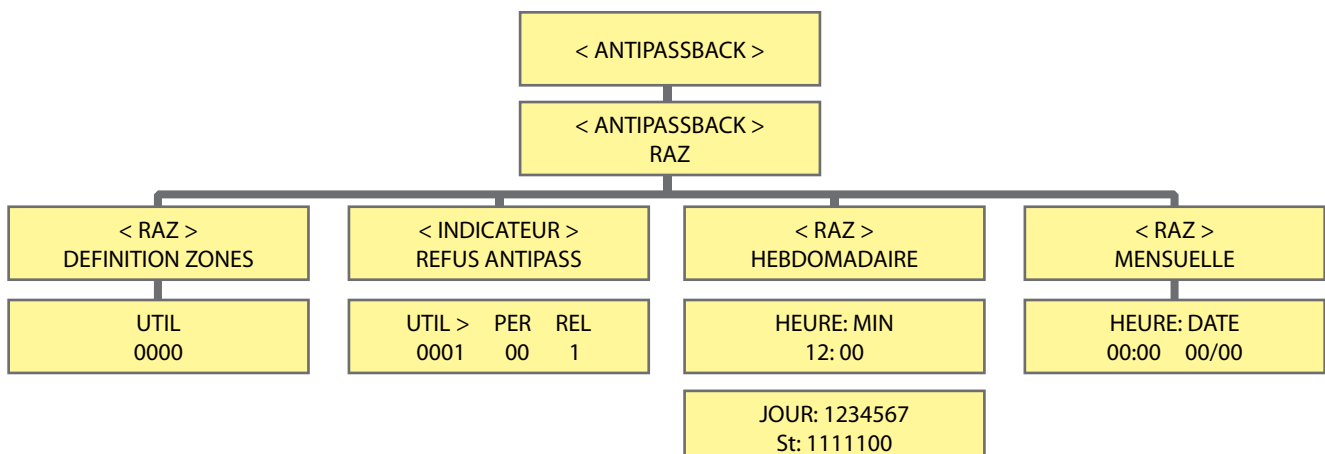 < ANTIPASSBACK >
< ANTIPASSBACK >
RAZ
< RAZ >
DEFINITION ZONES
< INDICATEUR >
REFUS ANTIPASS
< RAZ >
HEBDOMADAIRE
< RAZ >
MENSUELLE
UTIL
0000
UTIL > PER REL
0001 00 1
HEURE: MIN
12: 00
HEURE: DATE
00:00 00/00
JOUR: 1234567
St: 1111100